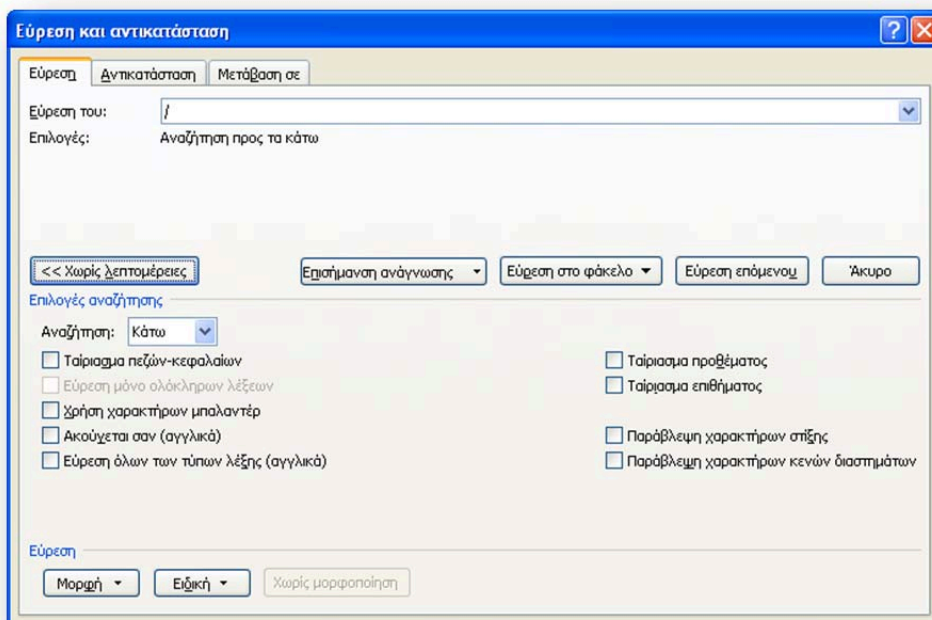 Εύρεση και αντικατάσταση
Εύρεση Αντικατάσταση Μετάβαση σε
Εύρεση του: /
Επιλογές: Αναζήτηση προς τα κάτω
<< Χωρίς λεπτομέρειες Επισήμανση ανάγνωσης Εύρεση στο φάκελο Εύρεση επόμενου Άκυρο
Επιλογές αναζήτησης
Αναζήτηση: Κάτω
Ταίριασμα πεζών-κεφαλαίων Ταίριασμα προθέματος
Εύρεση μόνο ολόκληρων λέξεων Ταίριασμα επιθήματος
Χρήση χαρακτήρων μπαλαντέρ
Ακούγεται σαν (αγγλικά) Παράβλεψη χαρακτήρων στίξης
Εύρεση όλων των τύπων λέξης (αγγλικά) Παράβλεψη χαρακτήρων κενών διαστημάτων
Εύρεση
Μορφή Ειδική Χωρίς μορφοποίηση